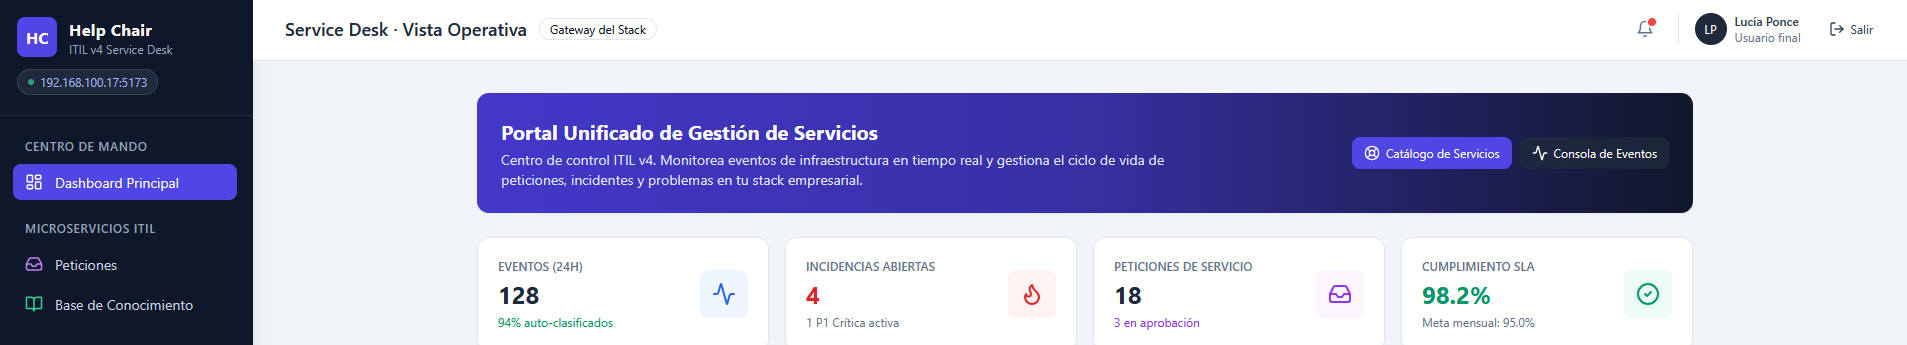 HC
Help Chair
ITIL v4 Service Desk
192.168.100.17:5173
CENTRO DE MANDO
Dashboard Principal
MICROSERVICIOS ITIL
Peticiones
Base de Conocimiento
Service Desk · Vista Operativa
Gateway del Stack
LP
Lucía Ponce
Usuario final
Salir
Portal Unificado de Gestión de Servicios
Centro de control ITIL v4. Monitorea eventos de infraestructura en tiempo real y gestiona el ciclo de vida de
peticiones, incidentes y problemas en tu stack empresarial.
Catálogo de Servicios
Consola de Eventos
EVENTOS (24H)
128
94% auto-clasificados
INCIDENCIAS ABIERTAS
4
1 P1 Crítica activa
PETICIONES DE SERVICIO
18
3 en aprobación
CUMPLIMIENTO SLA
98.2%
Meta mensual: 95.0%